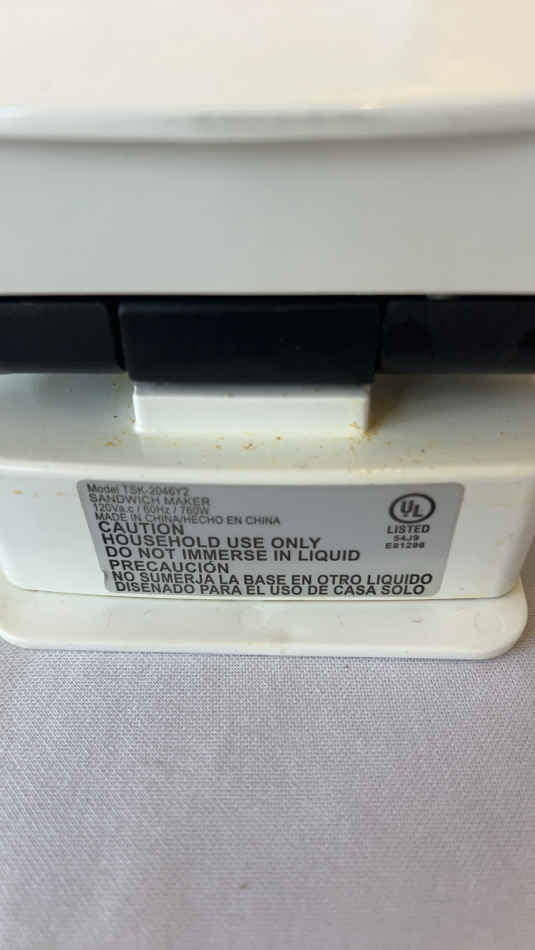 Model TSK-2046Y2
SANDWICH MAKER
120Va.c / 60Hz / 760W
MADE IN CHINA/HECHO EN CHINA
CAUTION
HOUSEHOLD USE ONLY
DO NOT IMMERSE IN LIQUID
PRECAUCIÓN
NO SUMERJA LA BASE EN OTRO LIQUIDO
DISENADO PARA EL USO DE CASA SOLO
UL
LISTED
54J9
E81298